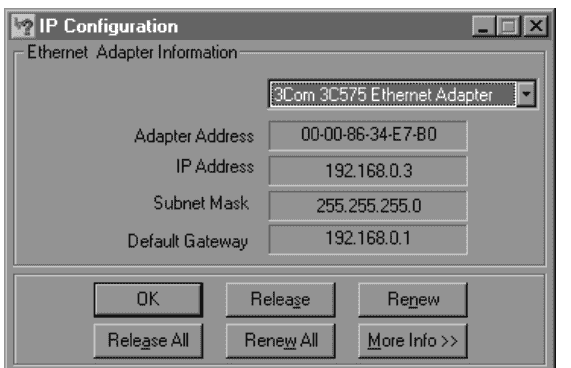 IP Configuration
Ethernet Adapter Information
3Com 3C575 Ethernet Adapter
Adapter Address 00-00-86-34-E7-B0
IP Address 192.168.0.3
Subnet Mask 255.255.255.0
Default Gateway 192.168.0.1
OK Release Renew
Release All Renew All More Info >>